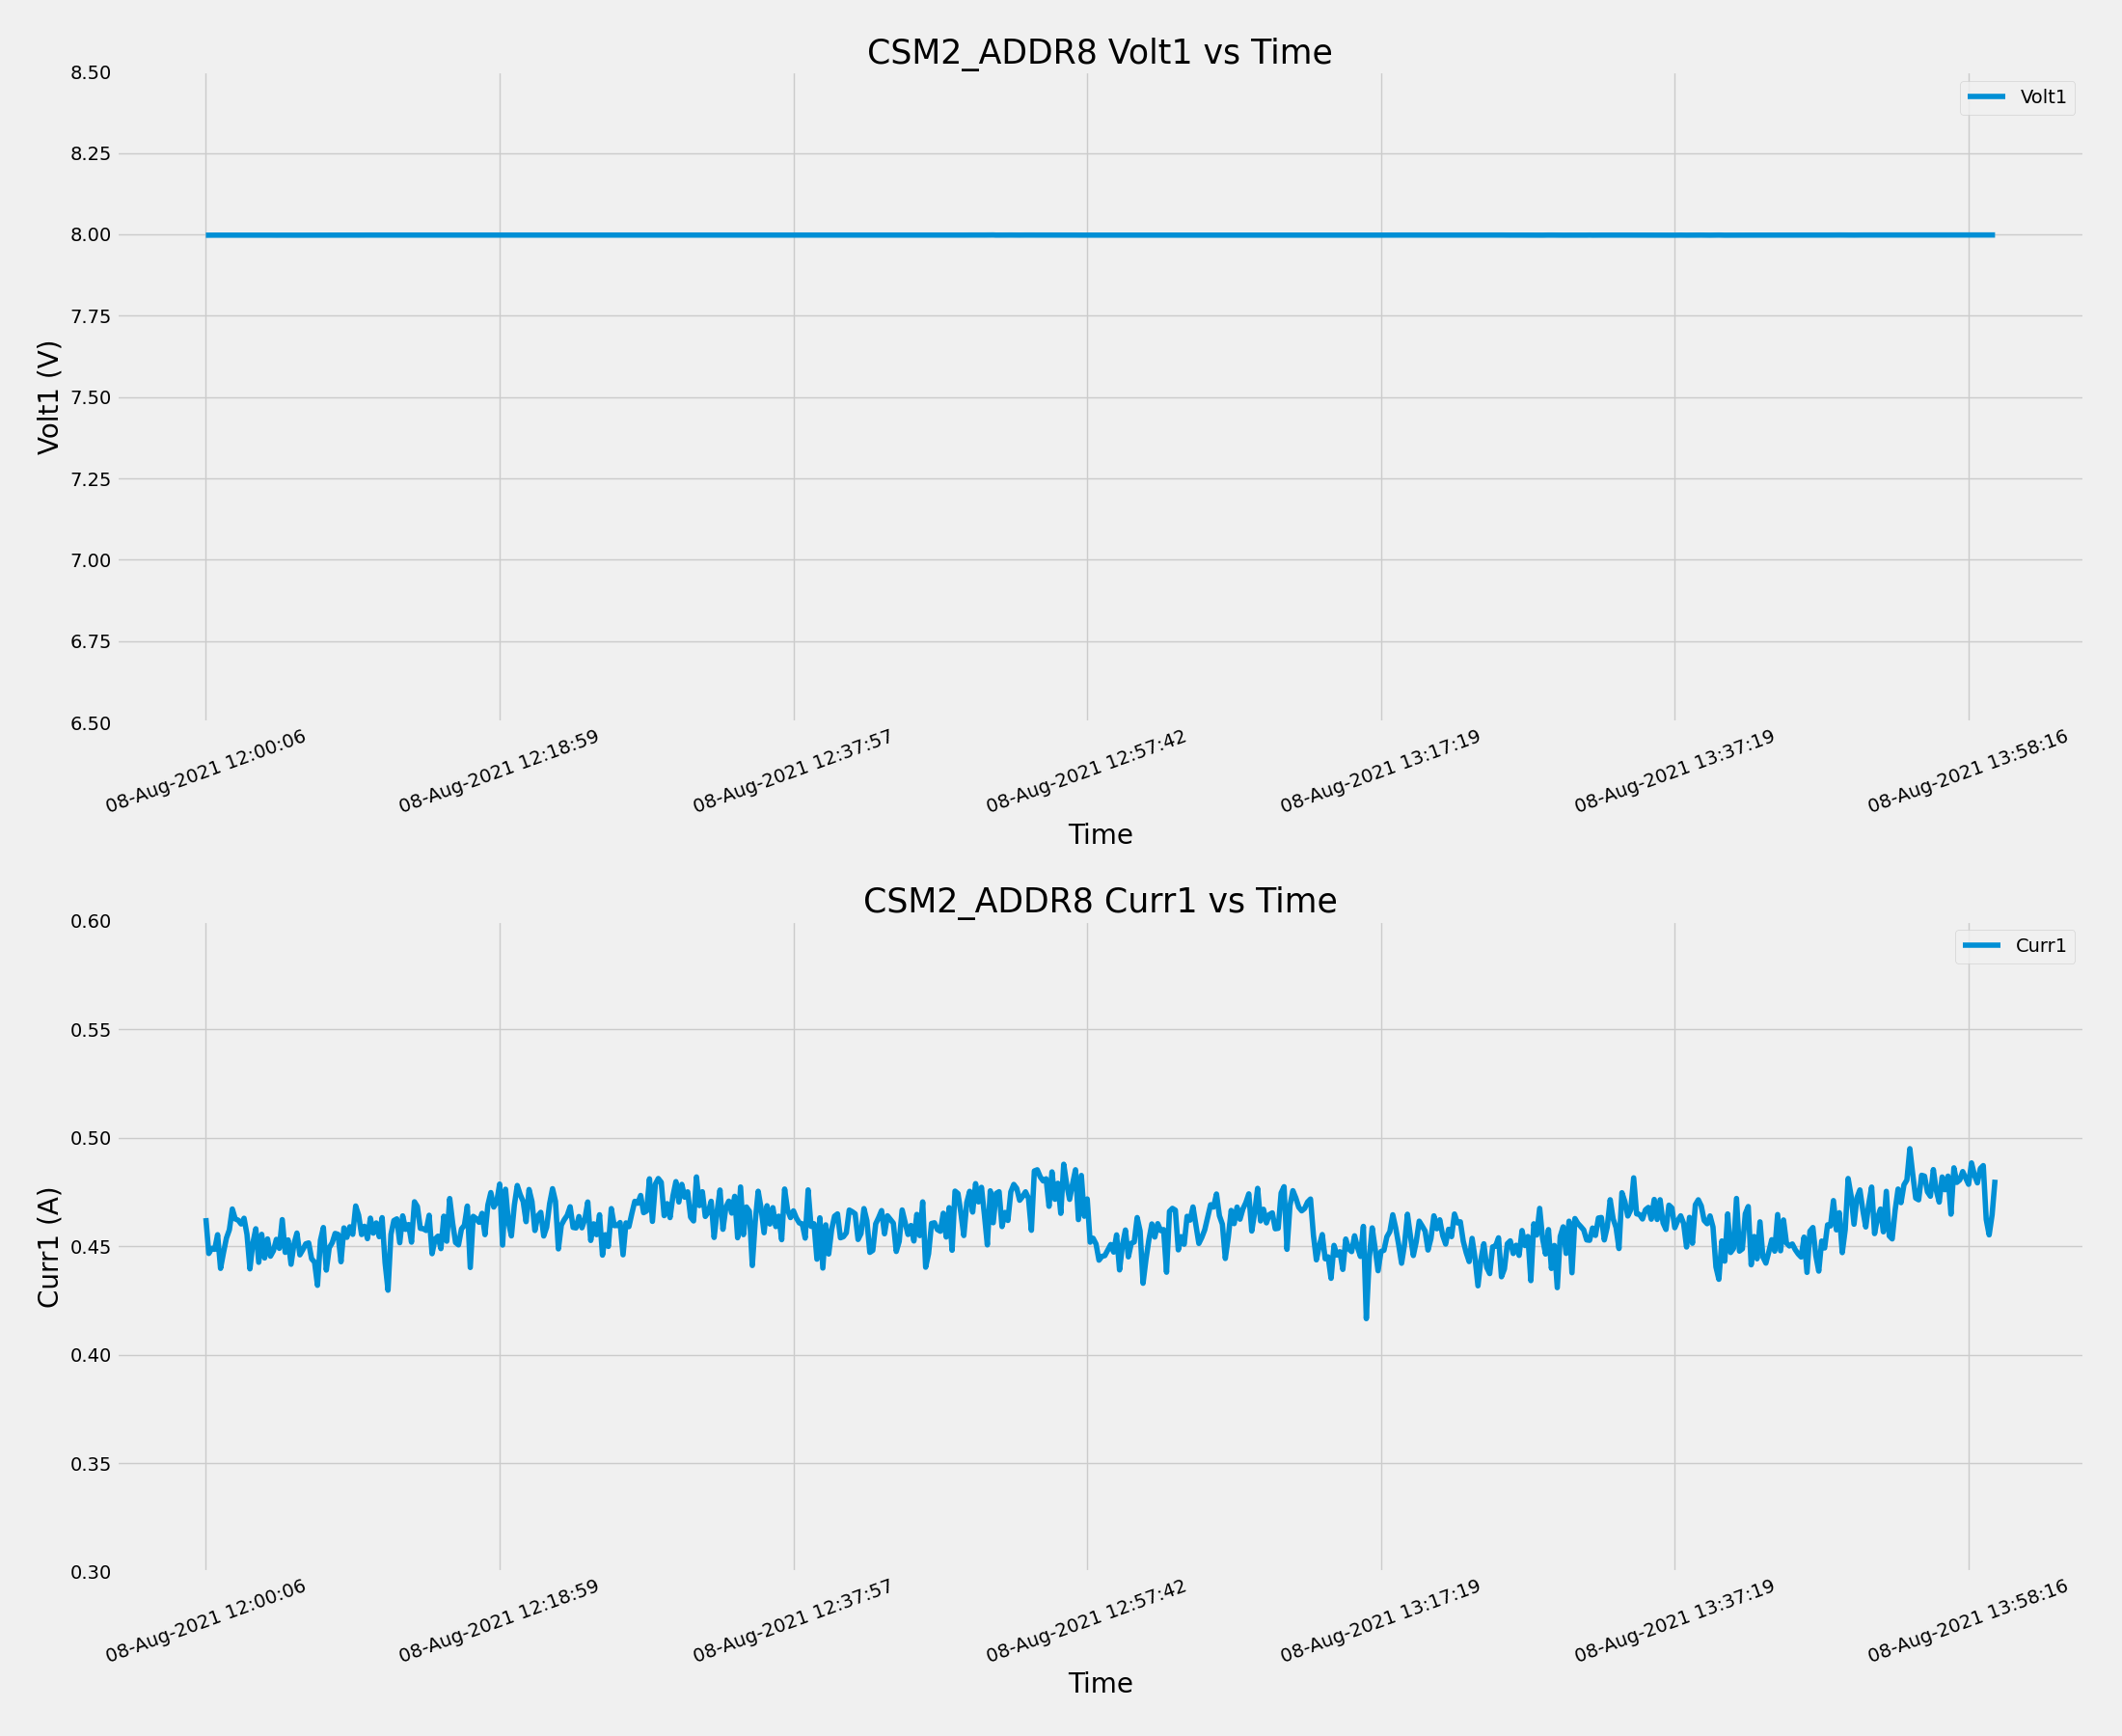 CSM2_ADDR8 Volt1 vs Time
8.50
8.25
8.00
7.75
7.50
7.25
7.00
6.75
6.50
Volt1 (V)
Volt1
08-Aug-2021 12:00:06
08-Aug-2021 12:18:59
08-Aug-2021 12:37:57
08-Aug-2021 12:57:42
08-Aug-2021 13:17:19
08-Aug-2021 13:37:19
08-Aug-2021 13:58:16
Time
CSM2_ADDR8 Curr1 vs Time
0.60
0.55
0.50
0.45
0.40
0.35
0.30
Curr1 (A)
Curr1
08-Aug-2021 12:00:06
08-Aug-2021 12:18:59
08-Aug-2021 12:37:57
08-Aug-2021 12:57:42
08-Aug-2021 13:17:19
08-Aug-2021 13:37:19
08-Aug-2021 13:58:16
Time